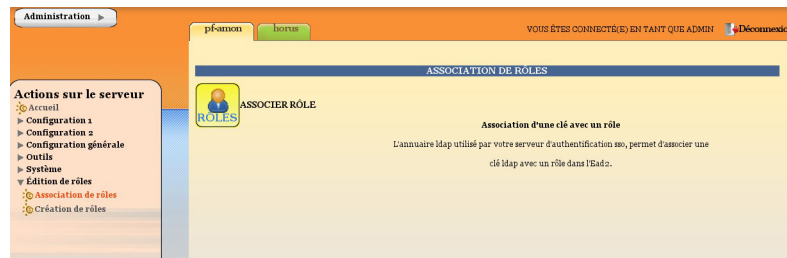 Administration
pf-amon
horus
VOUS ÊTES CONNECTÉ(E) EN TANT QUE ADMIN
Déconnexio
ASSOCIATION DE RÔLES
Actions sur le serveur
Accueil
Configuration 1
Configuration 2
Configuration générale
Outils
Système
Édition de rôles
Association de rôles
Création de rôles
RÔLES
ASSOCIER RÔLE
Association d'une clé avec un rôle
L'annuaire ldap utilisé par votre serveur d'authentification sso, permet d'associer une
clé ldap avec un rôle dans l'Ead2.